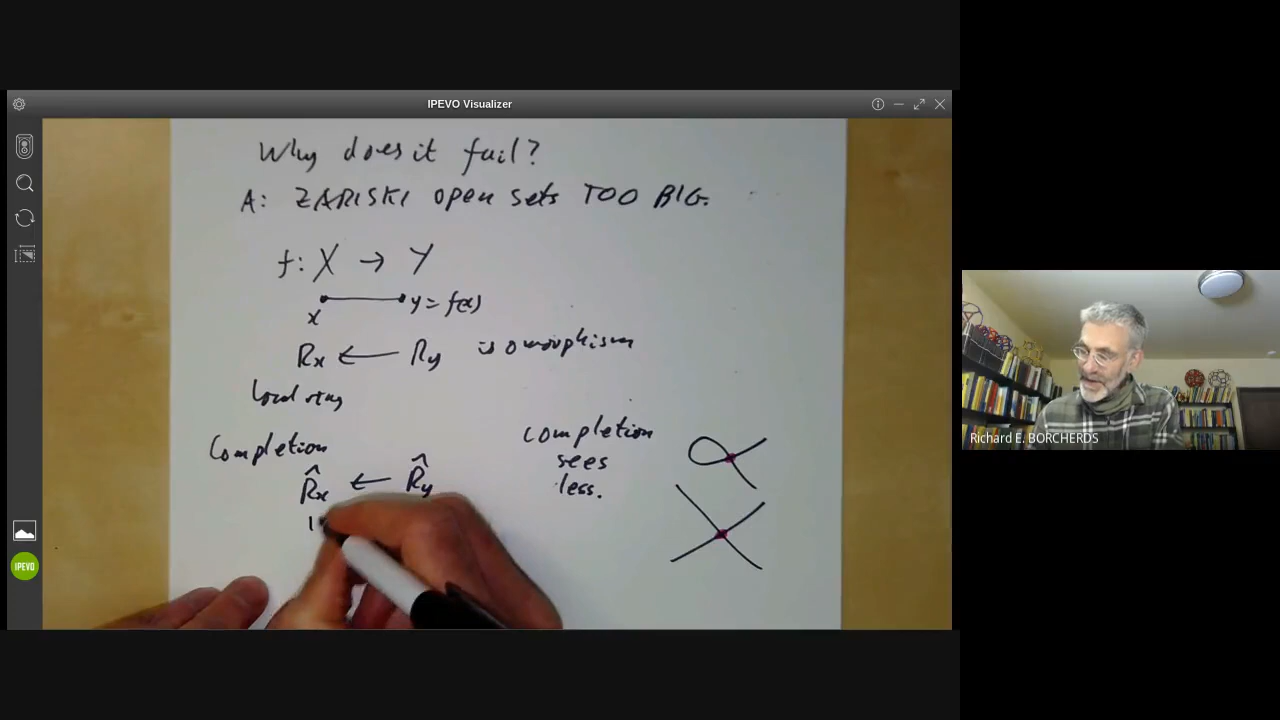 IPEVO Visualizer
Why does it fail?
A: ZARISKI open sets TOO BIG.
f: X → Y
x y = f(x)
Rx ← Ry isomorphism
Local ring
Completion
R̂x ← R̂y
completion
sees
less.
IPEVO
Richard E. BORCHERDS